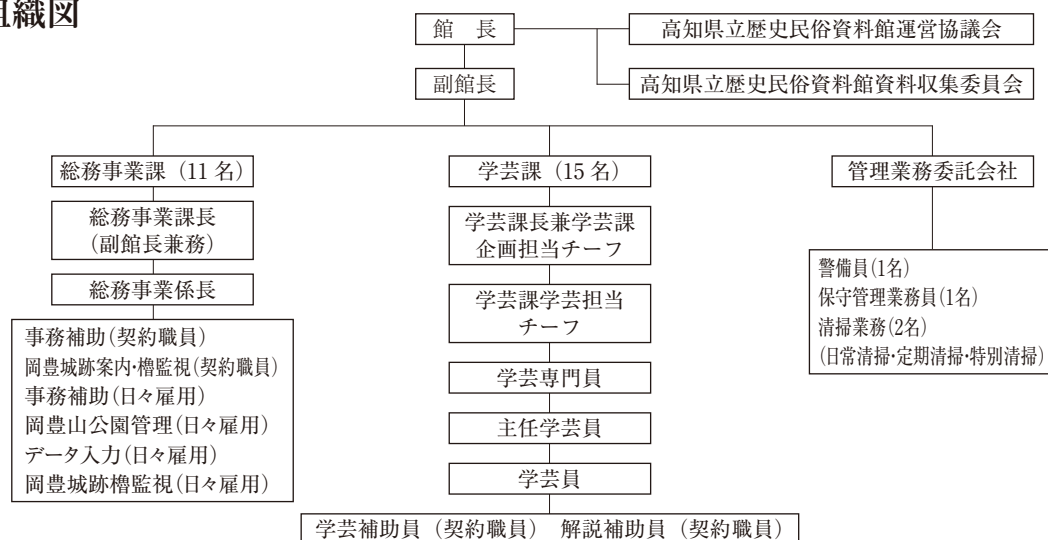 組織図
館　長
高知県立歴史民俗資料館運営協議会
副館長
高知県立歴史民俗資料館資料収集委員会
総務事業課（11 名）
総務事業課長
（副館長兼務）
総務事業係長
事務補助（契約職員）
岡豊城跡案内・櫓監視（契約職員）
事務補助（日々雇用）
岡豊山公園管理（日々雇用）
データ入力（日々雇用）
岡豊城跡櫓監視（日々雇用）
学芸課（15 名）
学芸課長兼学芸課
企画担当チーフ
学芸課学芸担当
チーフ
学芸専門員
主任学芸員
学芸員
学芸補助員（契約職員）　解説補助員（契約職員）
管理業務委託会社
警備員（1名）
保守管理業務員（1名）
清掃業務（2名）
（日常清掃・定期清掃・特別清掃）